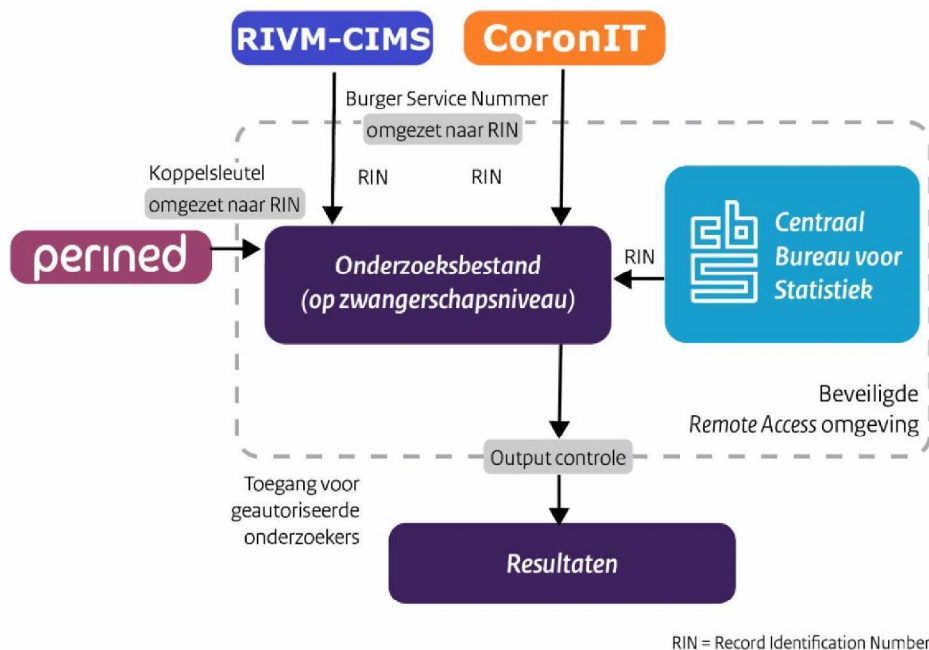 RIVM-CIMS
CoronIT
Burger Service Nummer
omgezet naar RIN
Koppelsleutel
omgezet naar RIN
RIN
RIN
perined
Onderzoeksbestand
(op zwangerschapsniveau)
RIN
cbs
Centraal
Bureau voor
Statistiek
Beveiligde
Remote Access omgeving
Output controle
Toegang voor
geautoriseerde
onderzoekers
Resultaten
RIN = Record Identification Number